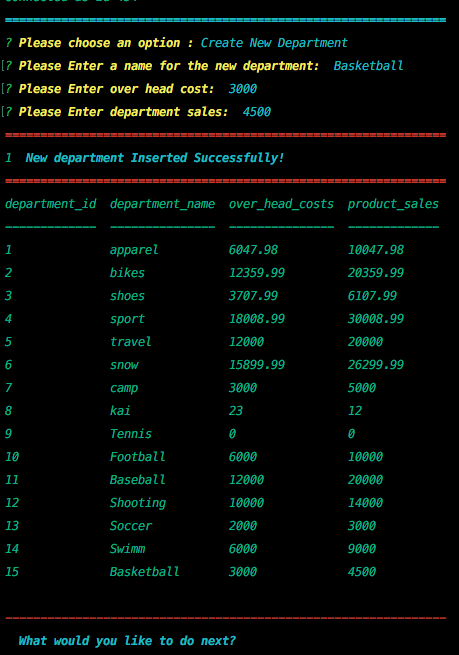 ? Please choose an option : Create New Department
[? Please Enter a name for the new department:  Basketball
[? Please Enter over head cost:  3000
[? Please Enter department sales:  4500
1  New department Inserted Successfully!
department_id  department_name  over_head_costs  product_sales
1  apparel  6047.98  10047.98
2  bikes  12359.99  20359.99
3  shoes  3707.99  6107.99
4  sport  18008.99  30008.99
5  travel  12000  20000
6  snow  15899.99  26299.99
7  camp  3000  5000
8  kai  23  12
9  Tennis  0  0
10  Football  6000  10000
11  Baseball  12000  20000
12  Shooting  10000  14000
13  Soccer  2000  3000
14  Swimm  6000  9000
15  Basketball  3000  4500
What would you like to do next?